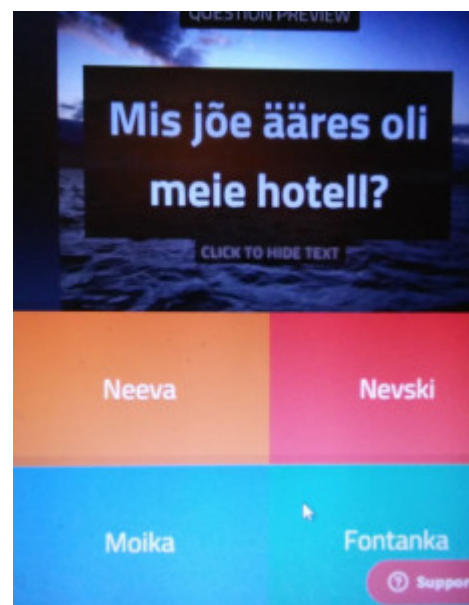 QUESTION PREVIEW
Mis jõe ääres oli
meie hotell?
CLICK TO HIDE TEXT
Neeva
Nevski
Moika
Fontanka
Suppor